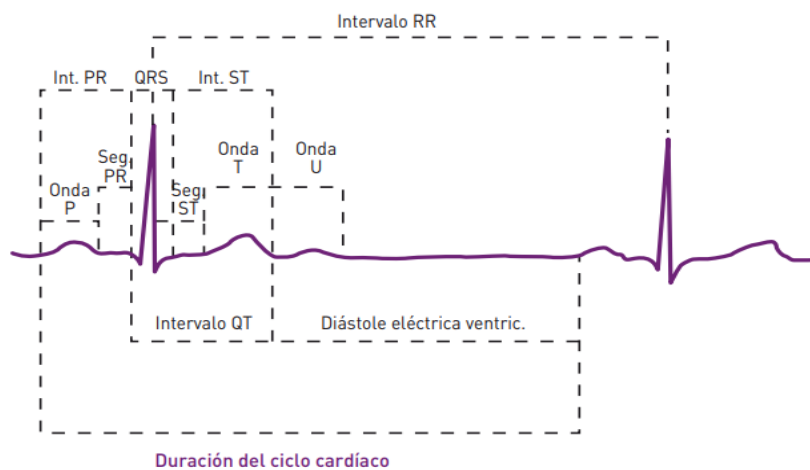 Intervalo RR
Int. PR
QRS
Int. ST
Seg.
PR
Onda
T
Onda
U
Onda
P
Seg.
ST
Intervalo QT
Diástole eléctrica ventric.
Duración del ciclo cardíaco